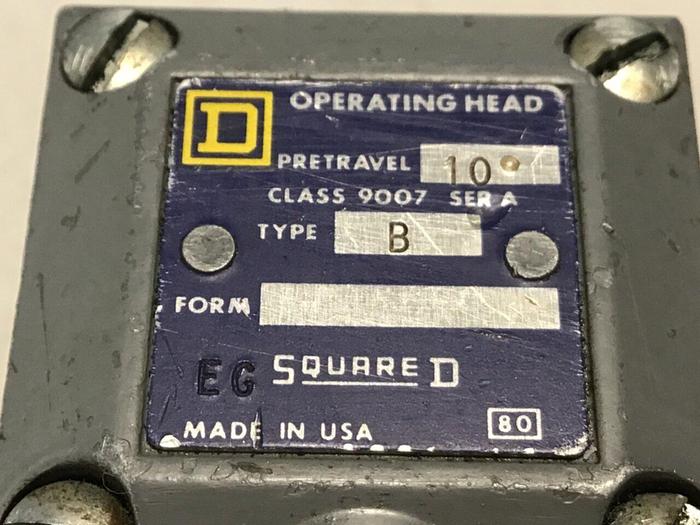 D OPERATING HEAD
PRETRAVEL 10°
CLASS 9007 SER A
TYPE B
FORM
EG SQUARE D
MADE IN USA 80